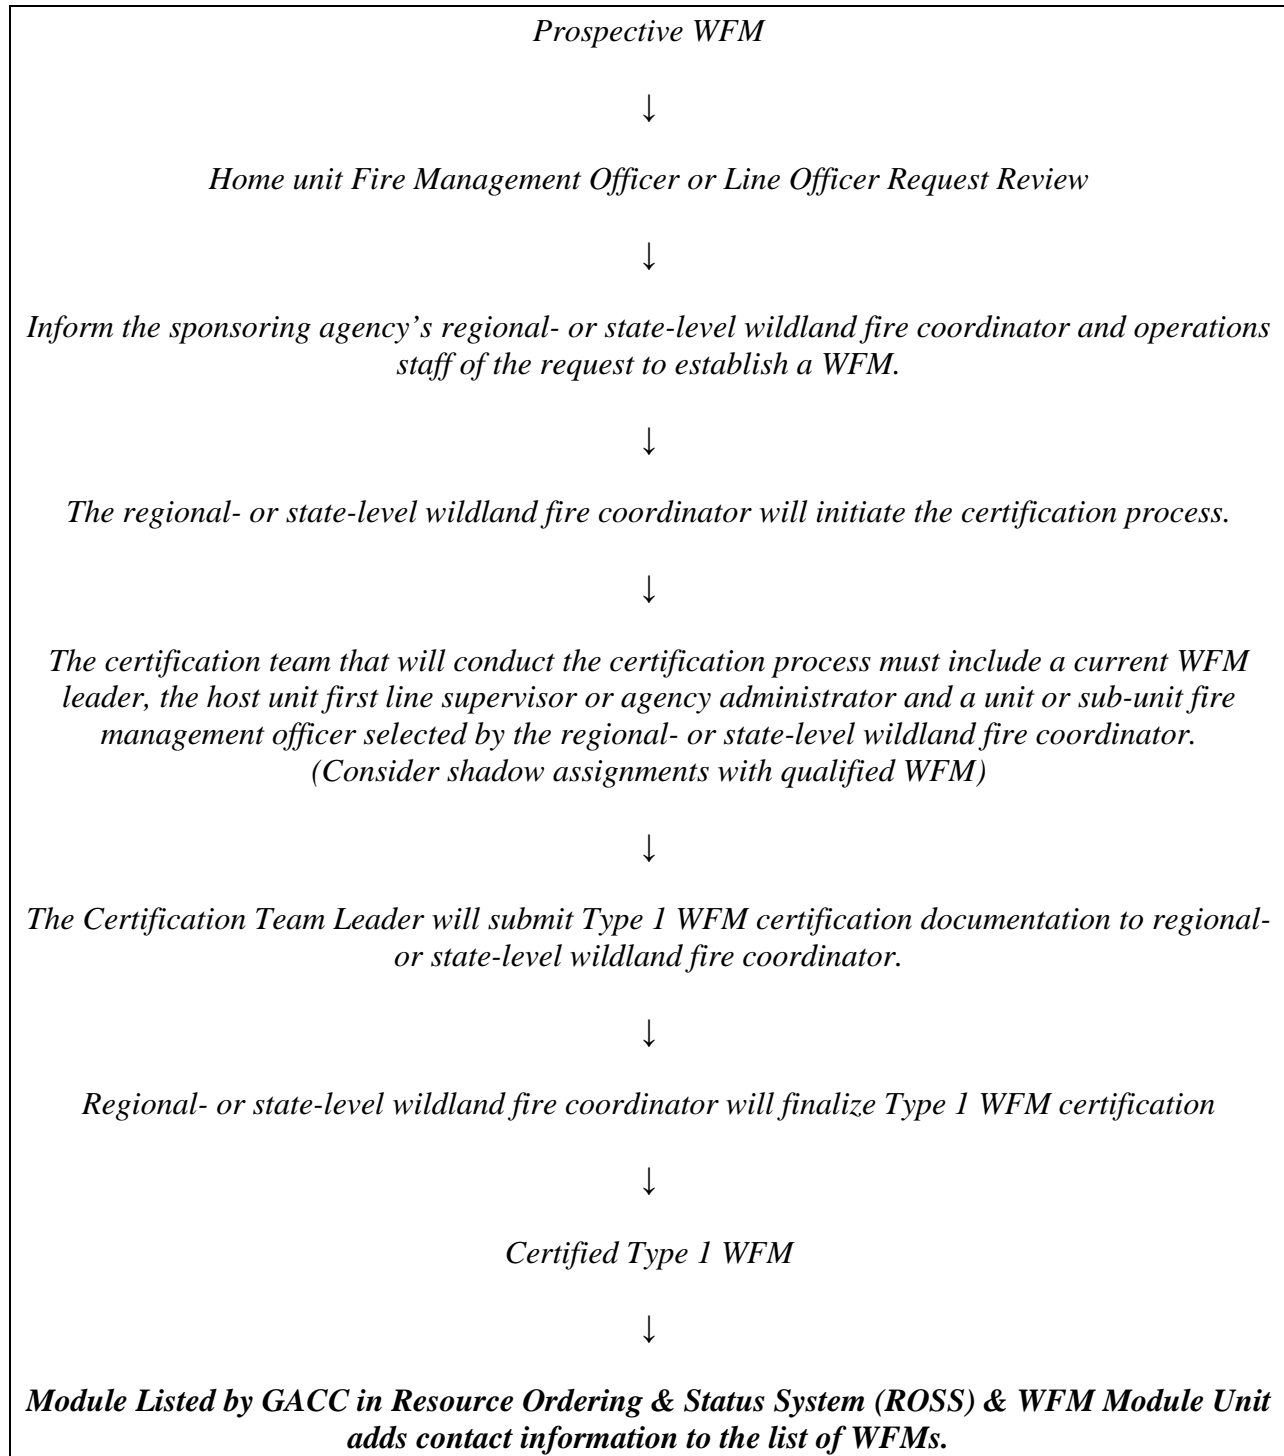 Prospective WFM
↓
Home unit Fire Management Officer or Line Officer Request Review
↓
Inform the sponsoring agency’s regional- or state-level wildland fire coordinator and operations
staff of the request to establish a WFM.
↓
The regional- or state-level wildland fire coordinator will initiate the certification process.
↓
The certification team that will conduct the certification process must include a current WFM
leader, the host unit first line supervisor or agency administrator and a unit or sub-unit fire
management officer selected by the regional- or state-level wildland fire coordinator.
(Consider shadow assignments with qualified WFM)
↓
The Certification Team Leader will submit Type 1 WFM certification documentation to regional-
or state-level wildland fire coordinator.
↓
Regional- or state-level wildland fire coordinator will finalize Type 1 WFM certification
↓
Certified Type 1 WFM
↓
Module Listed by GACC in Resource Ordering & Status System (ROSS) & WFM Module Unit
adds contact information to the list of WFMs.